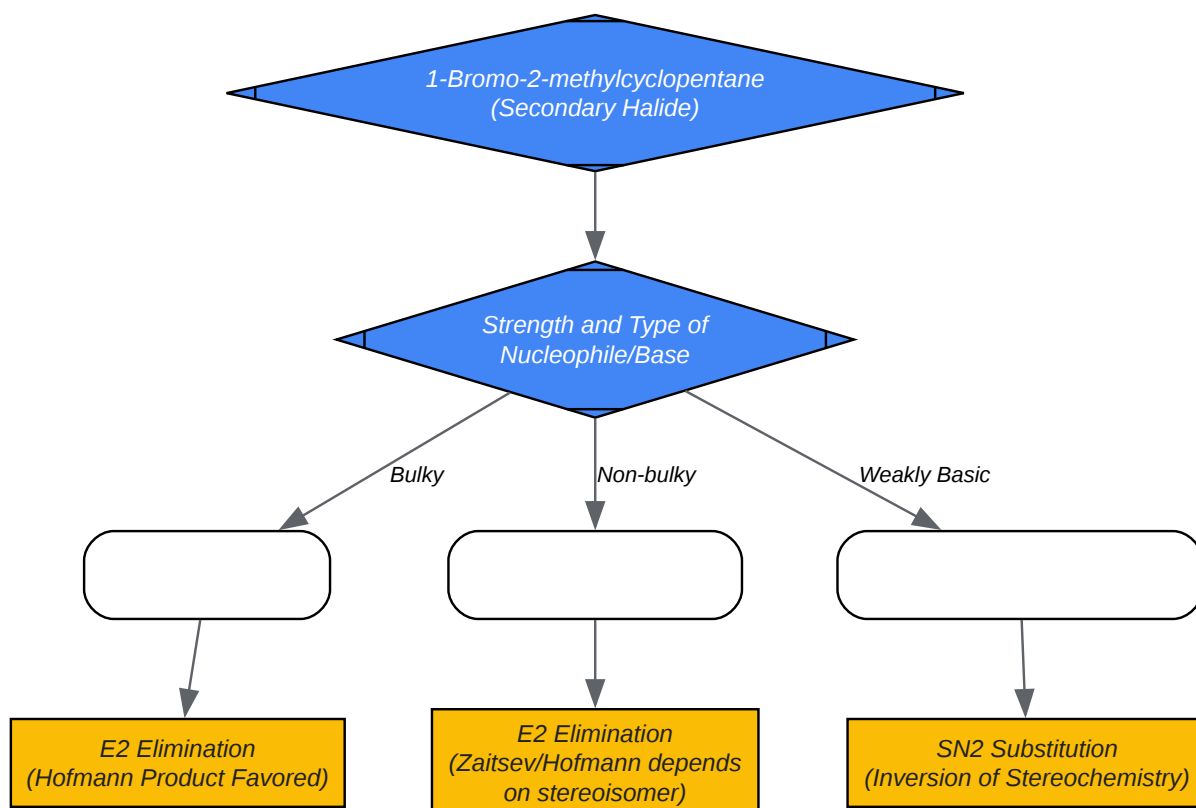 1-Bromo-2-methylcyclopentane
(Secondary Halide)
Strength and Type of
Nucleophile/Base
Bulky
Non-bulky
Weakly Basic
E2 Elimination
(Hofmann Product Favored)
E2 Elimination
(Zaitsev/Hofmann depends
on stereoisomer)
SN2 Substitution
(Inversion of Stereochemistry)